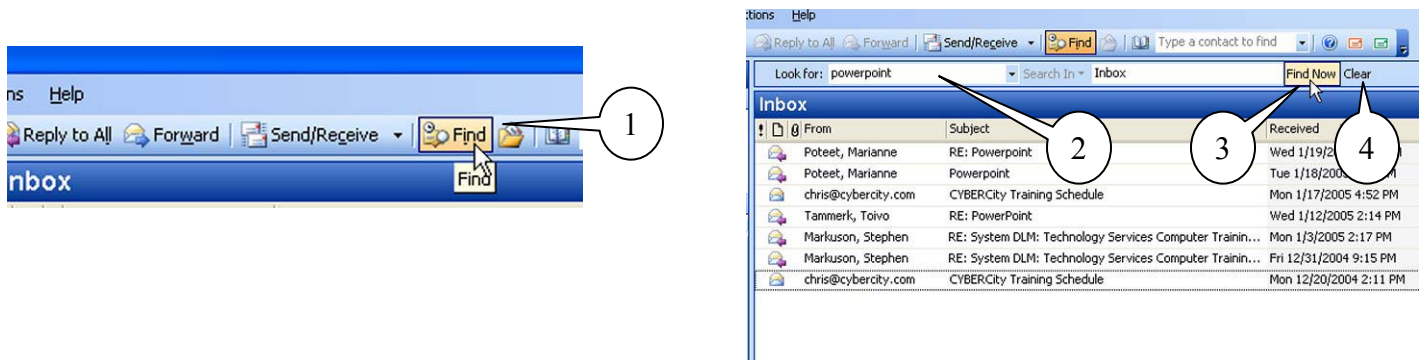 ns Help
Reply to All Forward Send/Receive Find
Find
nbox
1
ctions Help
Reply to All Forward Send/Receive Find Type a contact to find
Look for: powerpoint Search In Inbox Find Now Clear
Inbox
! From Subject Received
Poteet, Marianne RE: Powerpoint Wed 1/19/2 M
Poteet, Marianne Powerpoint Tue 1/18/200
chris@cybercity.com CYBERCity Training Schedule Mon 1/17/2005 4:52 PM
Tammerk, Toivo RE: PowerPoint Wed 1/12/2005 2:14 PM
Markuson, Stephen RE: System DLM: Technology Services Computer Trainin... Mon 1/3/2005 2:17 PM
Markuson, Stephen RE: System DLM: Technology Services Computer Trainin... Fri 12/31/2004 9:15 PM
chris@cybercity.com CYBERCity Training Schedule Mon 12/20/2004 2:11 PM
2
3
4